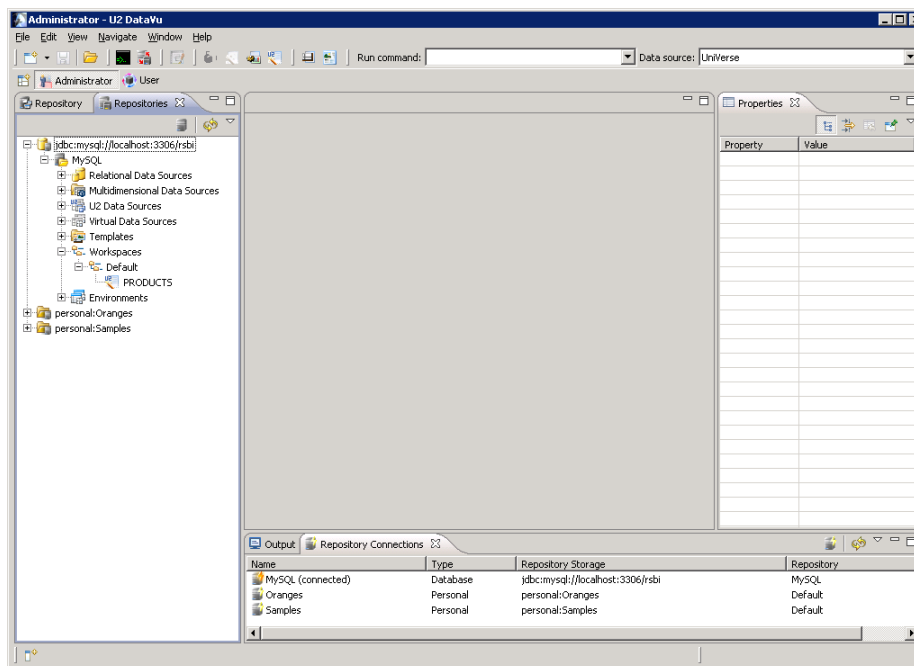 Administrator - U2 DataVu
File Edit View Navigate Window Help
Run command: Data source: UniVerse
Administrator User
Repository Repositories
Properties
jdbc:mysql://localhost:3306/rsbi
Property Value
MySQL
Relational Data Sources
Multidimensional Data Sources
U2 Data Sources
Virtual Data Sources
Templates
Workspaces
Default
PRODUCTS
Environments
personal:Oranges
personal:Samples
Output Repository Connections
Name Type Repository Storage Repository
MySQL (connected) Database jdbc:mysql://localhost:3306/rsbi MySQL
Oranges Personal personal:Oranges Default
Samples Personal personal:Samples Default